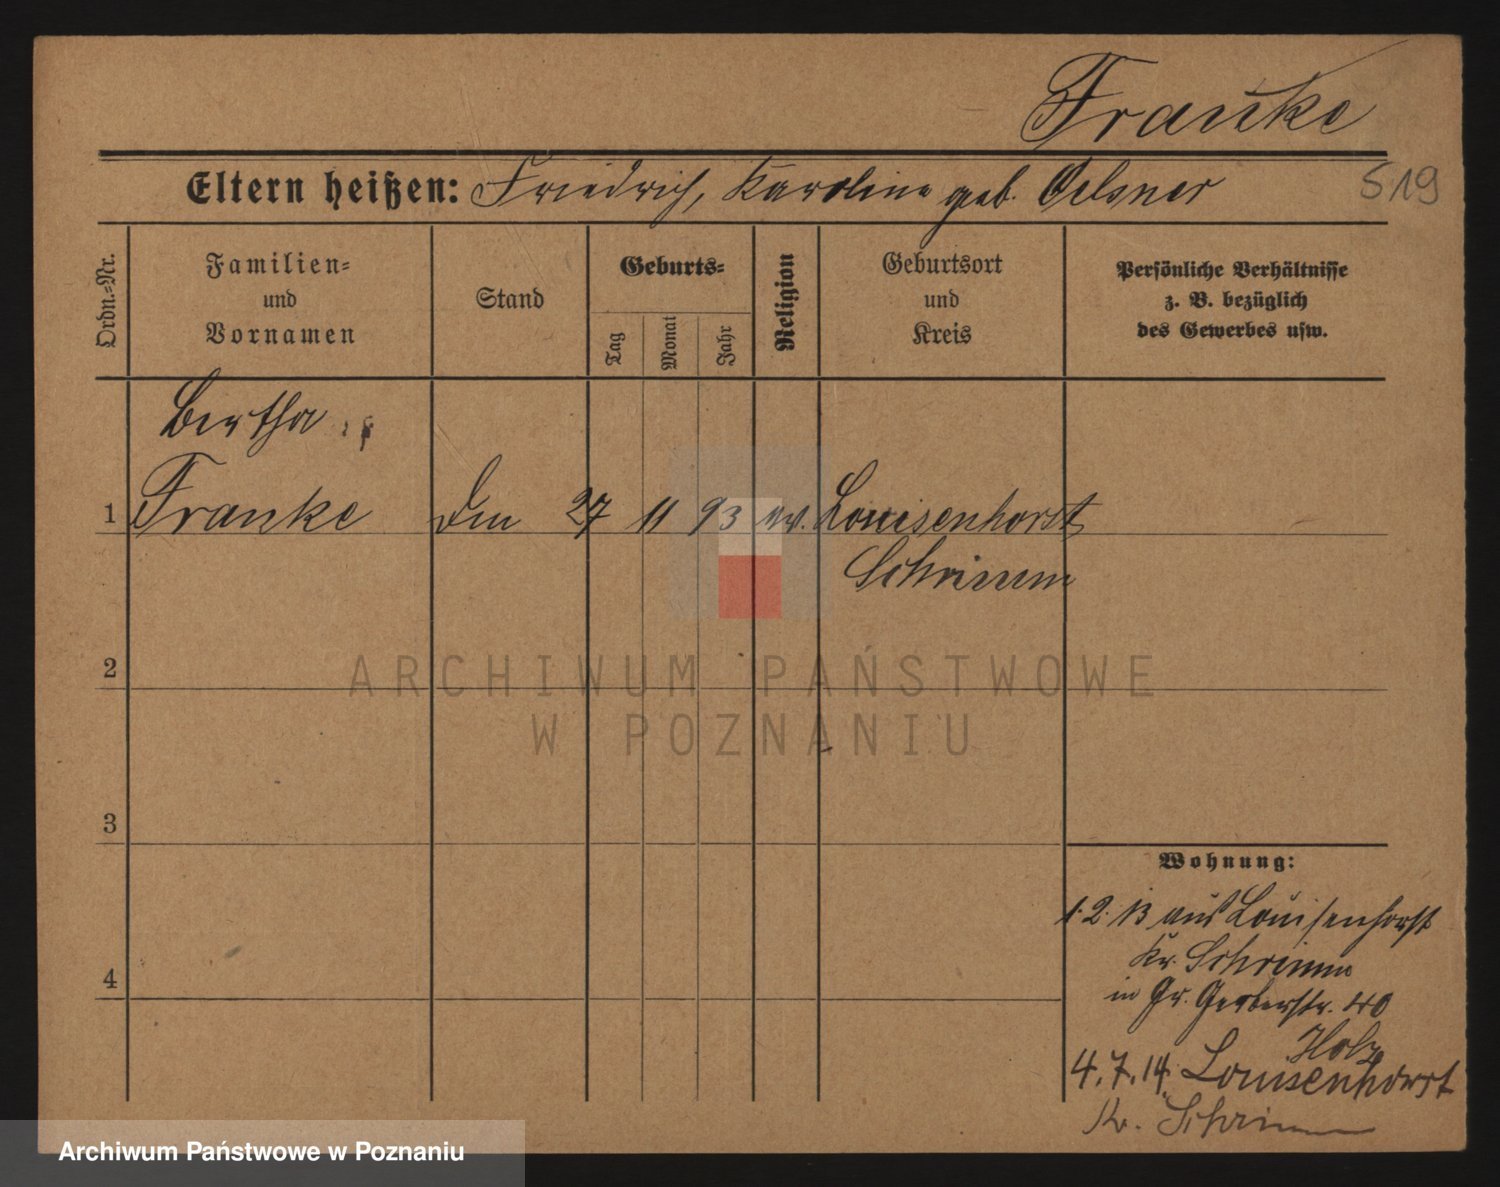 Franke
Eltern heißen: Friedrich, Karoline geb. Oelsner
519
Ordn.-Nr.
Familien- und Vornamen
Stand
Geburts-
Tag
Monat
Jahr
Religion
Geburtsort und Kreis
Persönliche Verhältnisse z. B. bezüglich des Gewerbes usw.
Bertha
1 Franke 27 11 93 ev. Louisenhorst
Schrimm
2
ARCHIWUM PAŃSTWOWE
W POZNANIU
3
Wohnung:
1. 2. 13 aus Louisenhorst
Kr. Schrimm
4
in Gr. Gerberstr. 40
Holz
4. 7. 14. Louisenhorst
Kr. Schrimm
Archiwum Państwowe w Poznaniu